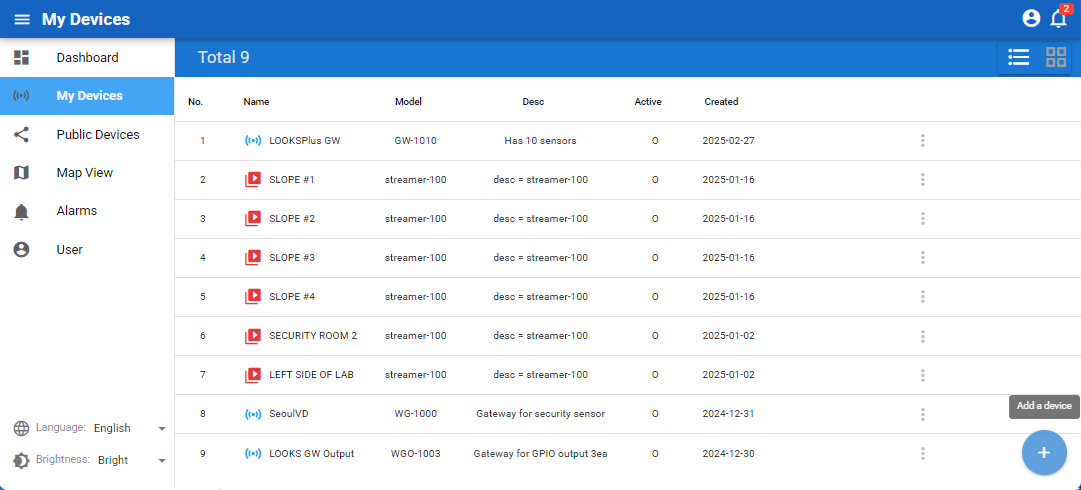 My Devices
2
Dashboard
My Devices
Public Devices
Map View
Alarms
User
Language: English
Brightness: Bright
Total 9
No. Name Model Desc Active Created
1 LOOKSPlus GW GW-1010 Has 10 sensors O 2025-02-27
2 SLOPE #1 streamer-100 desc = streamer-100 O 2025-01-16
3 SLOPE #2 streamer-100 desc = streamer-100 O 2025-01-16
4 SLOPE #3 streamer-100 desc = streamer-100 O 2025-01-16
5 SLOPE #4 streamer-100 desc = streamer-100 O 2025-01-16
6 SECURITY ROOM 2 streamer-100 desc = streamer-100 O 2025-01-02
7 LEFT SIDE OF LAB streamer-100 desc = streamer-100 O 2025-01-02
8 SeoulVD WG-1000 Gateway for security sensor O 2024-12-31
9 LOOKS GW Output WGO-1003 Gateway for GPIO output 3ea O 2024-12-30
Add a device
+